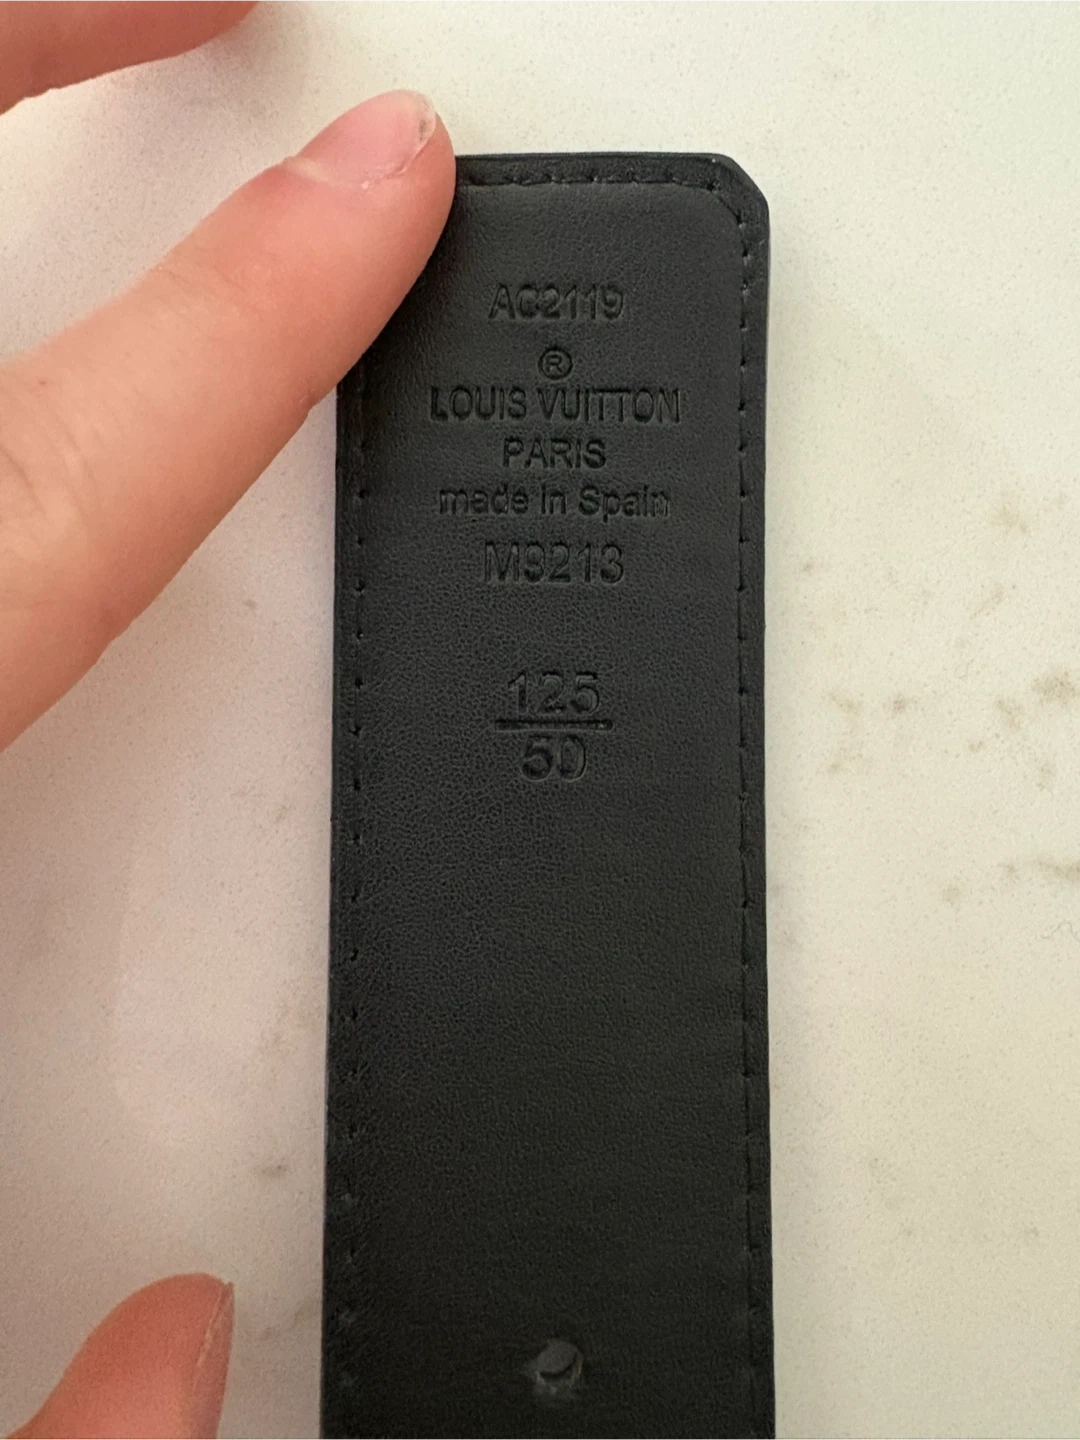 AC2119
®
LOUIS VUITTON
PARIS
made in Spain
M9213
125
50